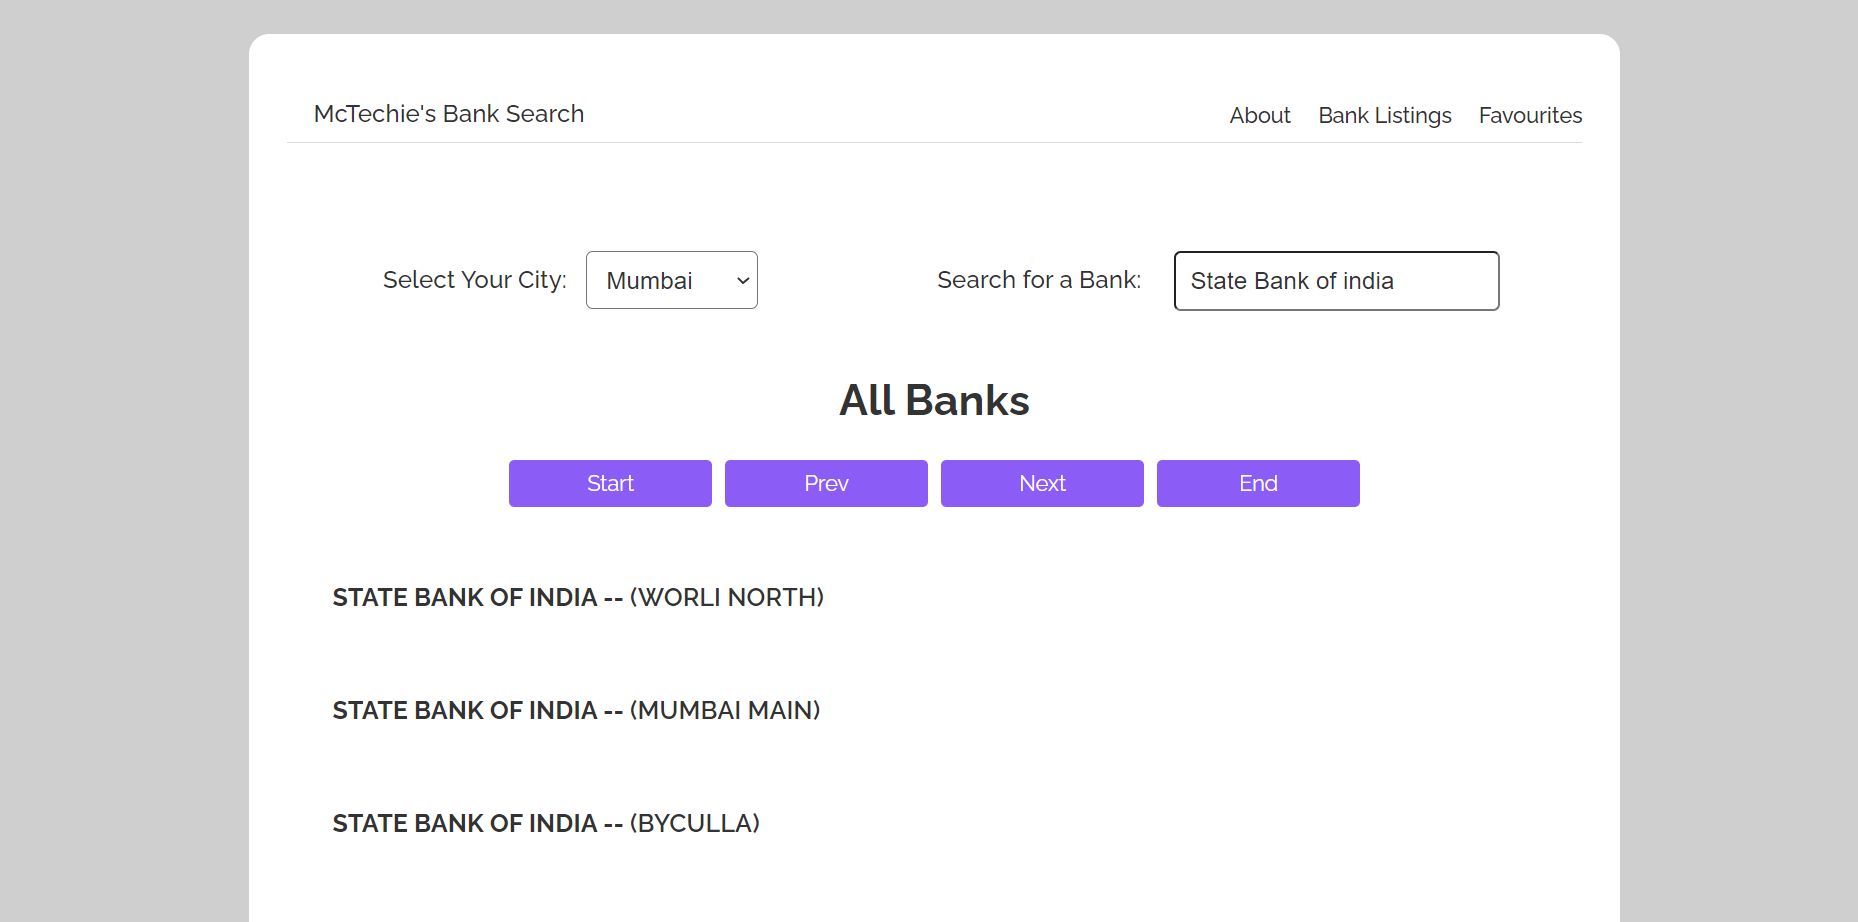 McTechie's Bank Search
About Bank Listings Favourites
Select Your City: Mumbai Search for a Bank: State Bank of india
All Banks
Start Prev Next End
STATE BANK OF INDIA -- (WORLI NORTH)
STATE BANK OF INDIA -- (MUMBAI MAIN)
STATE BANK OF INDIA -- (BYCULLA)